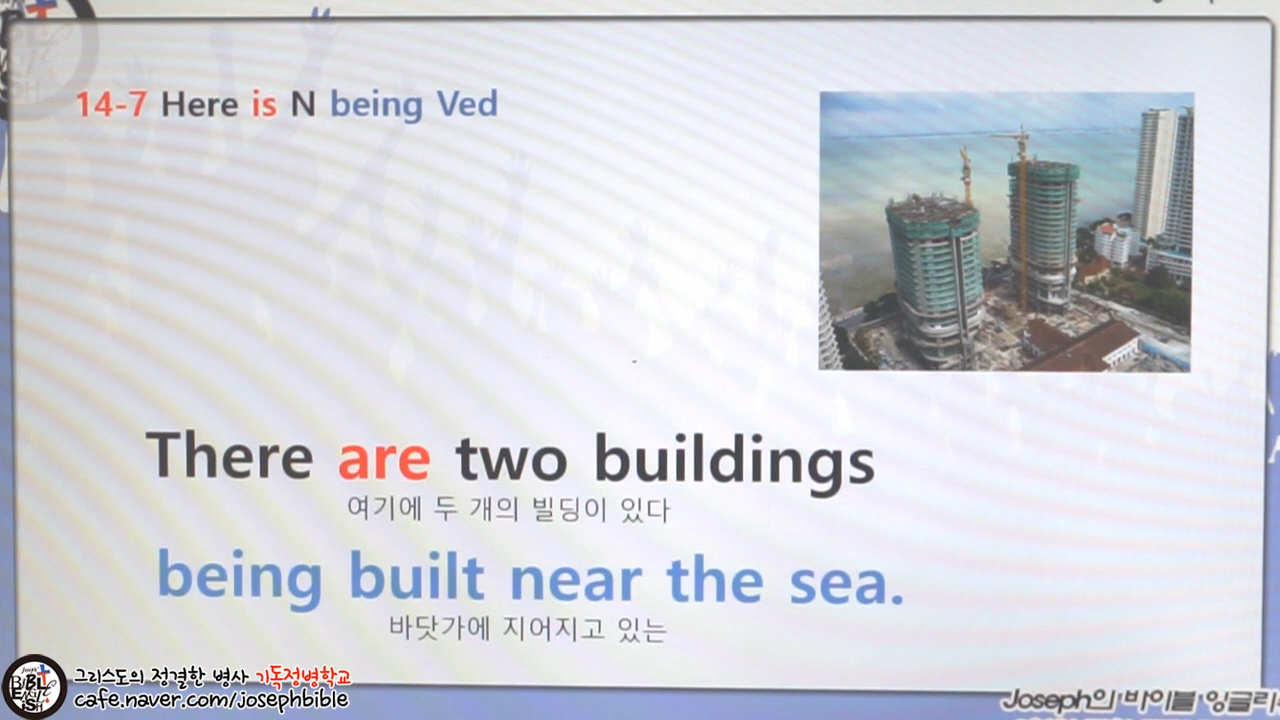 14-7 Here is N being Ved
There are two buildings
여기에 두 개의 빌딩이 있다
being built near the sea.
바닷가에 지어지고 있는
그리스도의 정결한 병사 기독정병학교
cafe.naver.com/josephbible
Joseph의 바이블 잉글리